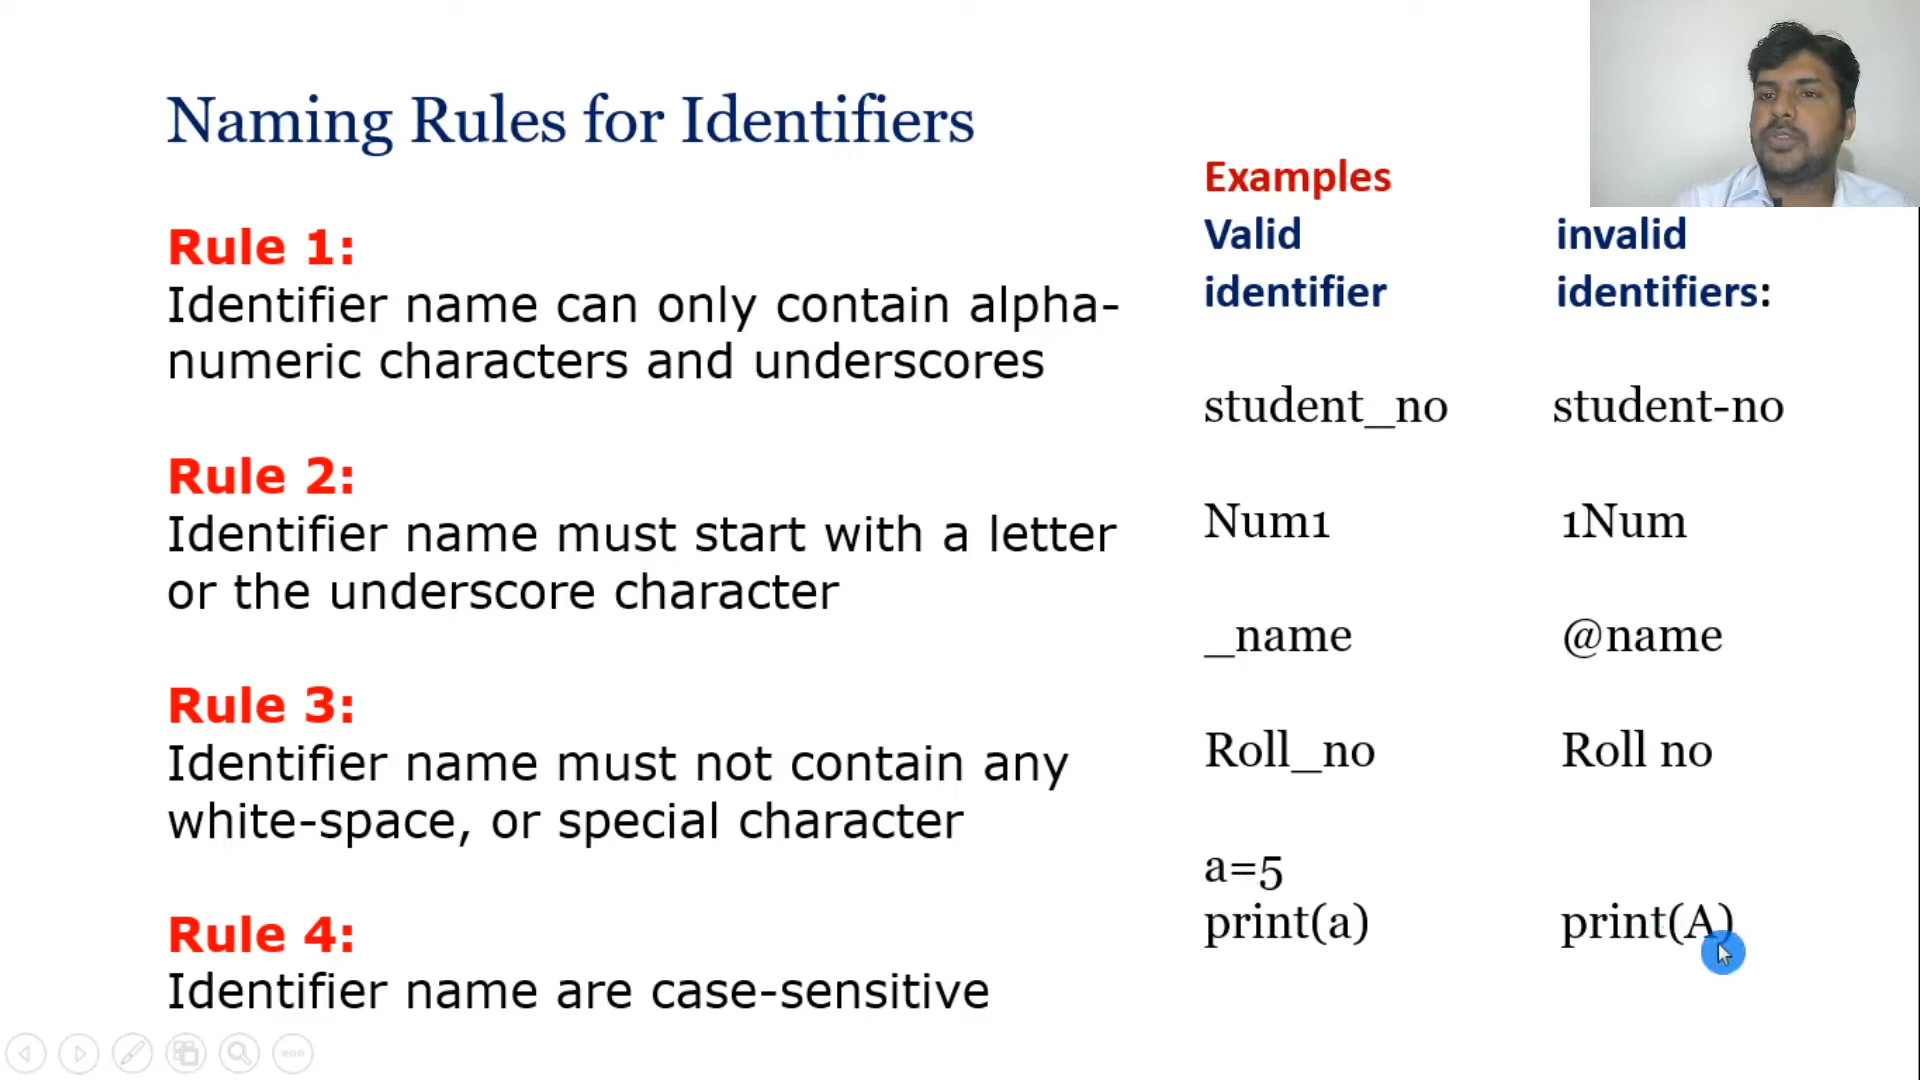 Naming Rules for Identifiers
Rule 1:
Identifier name can only contain alpha-
numeric characters and underscores
Rule 2:
Identifier name must start with a letter
or the underscore character
Rule 3:
Identifier name must not contain any
white-space, or special character
Rule 4:
Identifier name are case-sensitive
Examples
Valid invalid
identifier identifiers:
student_no student-no
Num1 1Num
_name @name
Roll_no Roll no
a=5
print(a) print(A)